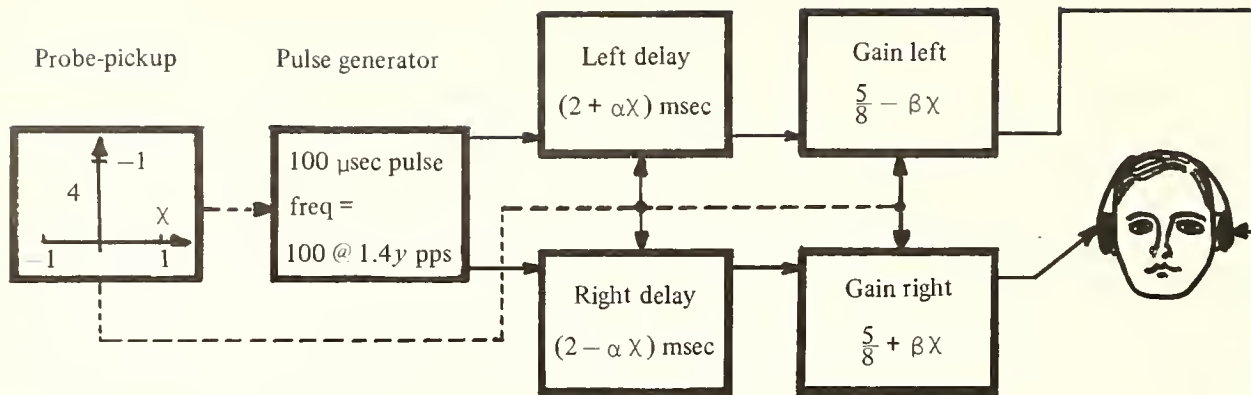 Probe-pickup
Pulse generator
Left delay
(2 + αχ) msec
Gain left
5/8 − βχ
−1
4
χ
−1
1
100 μsec pulse
freq =
100 @ 1.4y pps
Right delay
(2 − αχ) msec
Gain right
5/8 + βχ